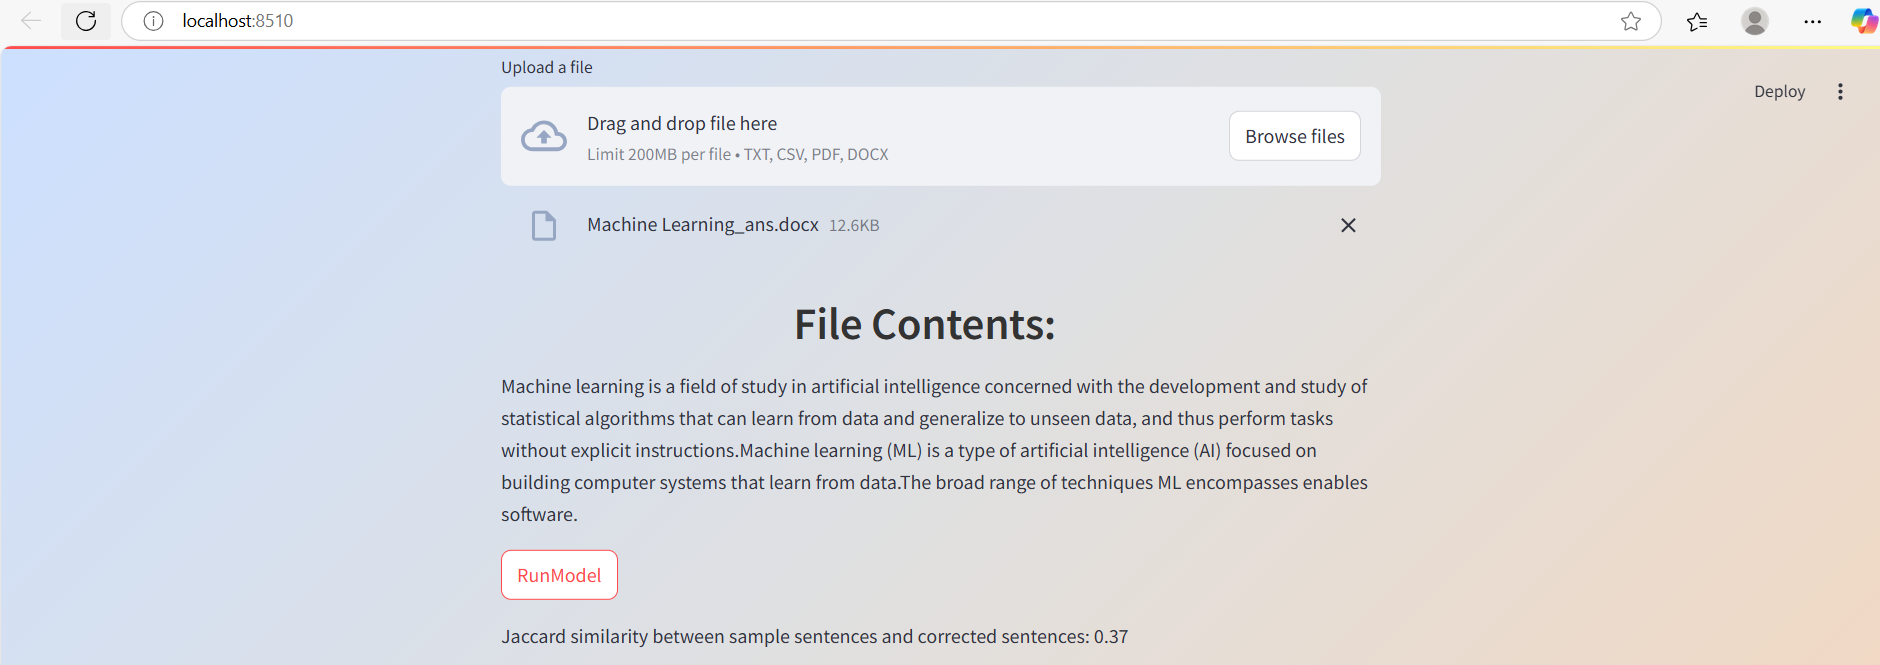 localhost:8510
Upload a file
Deploy
Drag and drop file here
Limit 200MB per file • TXT, CSV, PDF, DOCX
Browse files
Machine Learning_ans.docx 12.6KB
File Contents:
Machine learning is a field of study in artificial intelligence concerned with the development and study of
statistical algorithms that can learn from data and generalize to unseen data, and thus perform tasks
without explicit instructions.Machine learning (ML) is a type of artificial intelligence (AI) focused on
building computer systems that learn from data.The broad range of techniques ML encompasses enables
software.
RunModel
Jaccard similarity between sample sentences and corrected sentences: 0.37